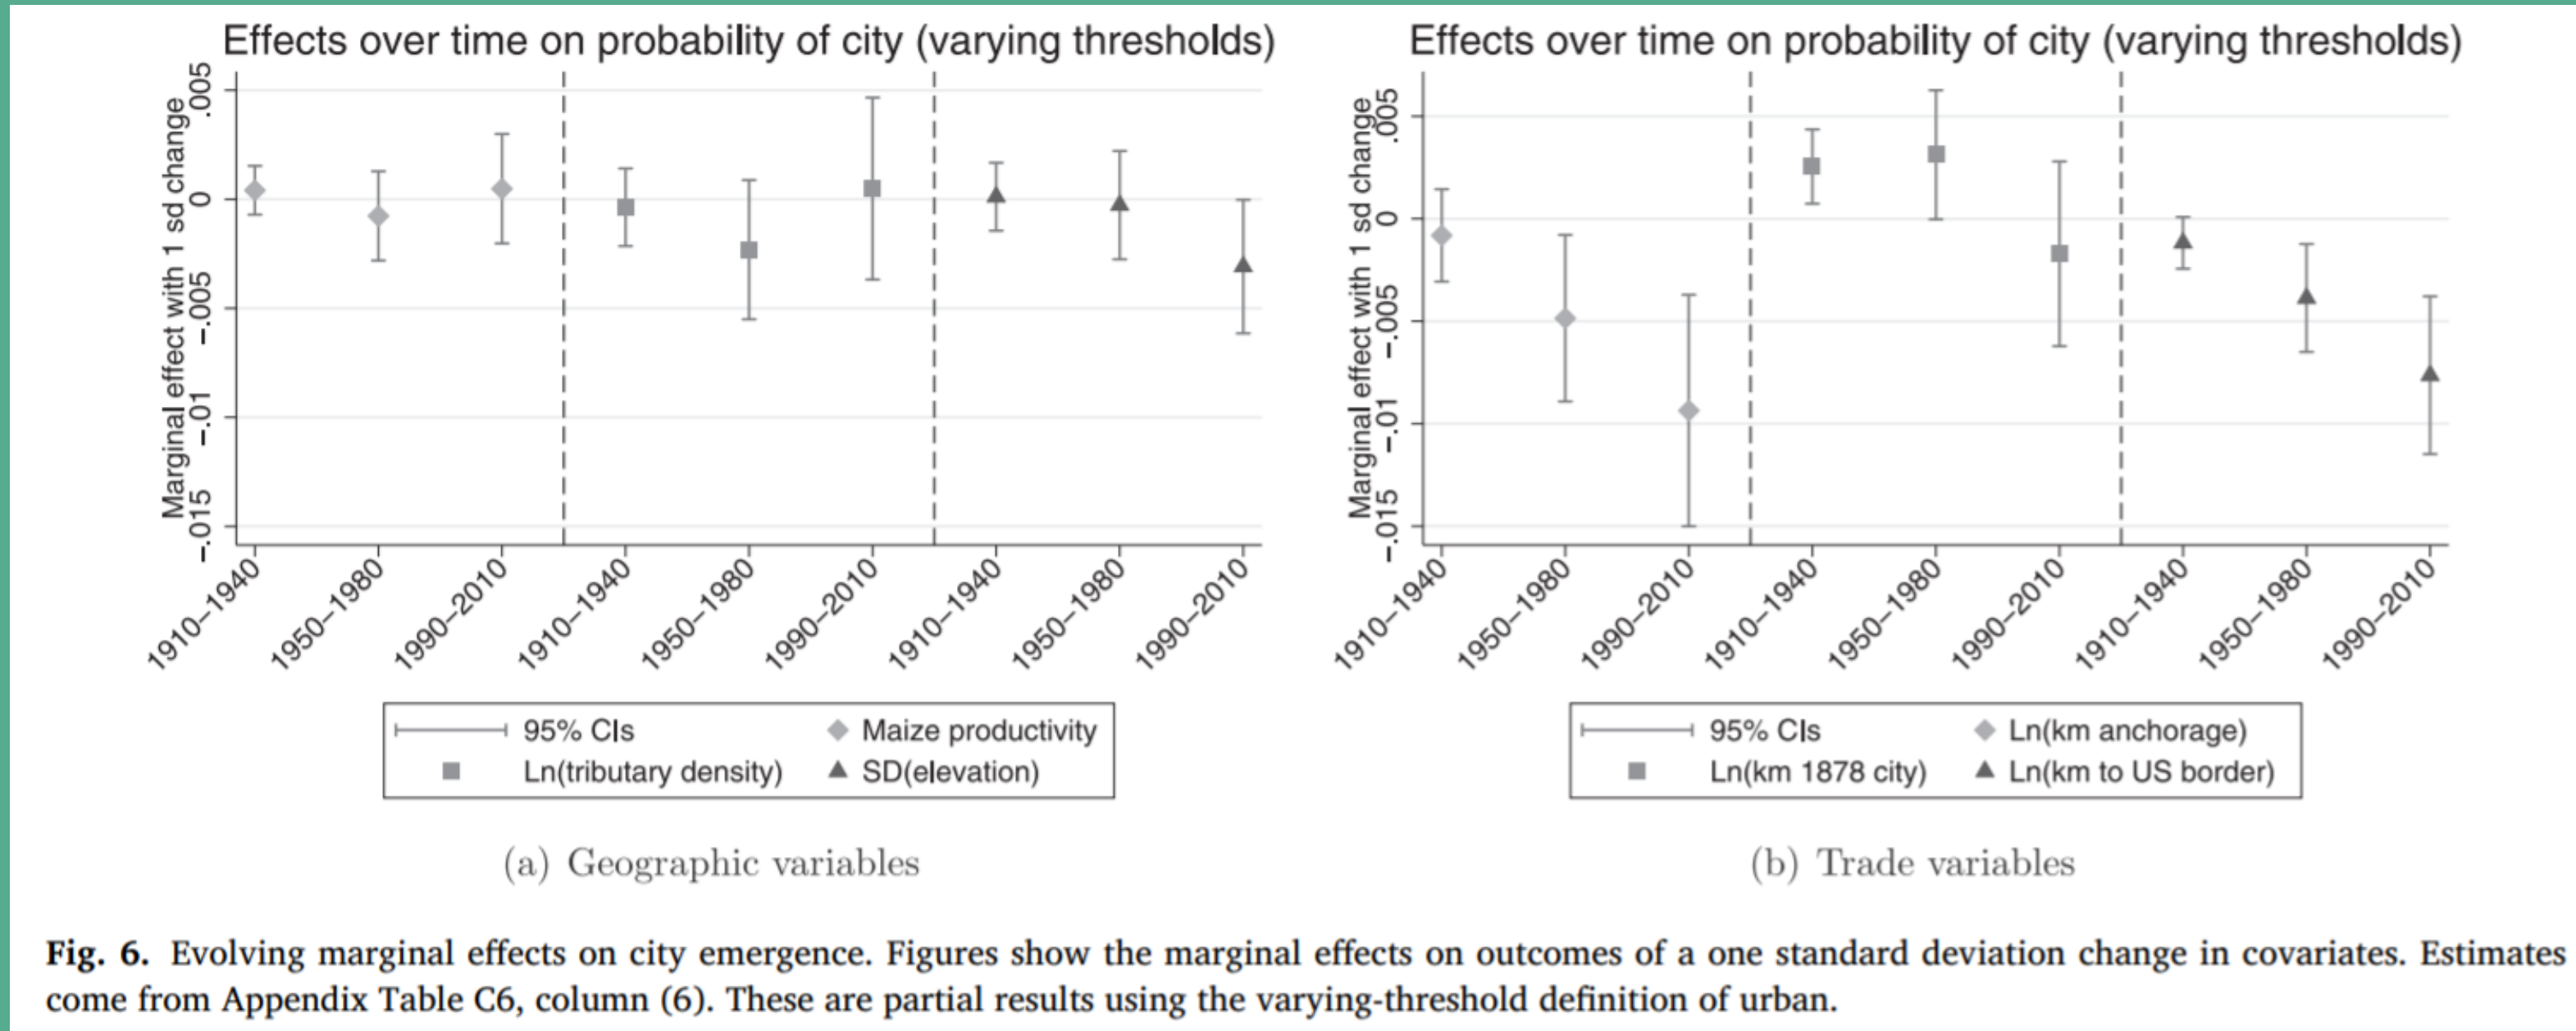 Effects over time on probability of city (varying thresholds)
Marginal effect with 1 sd change
.005
0
−.005
−.01
−.015
1910−1940
1950−1980
1990−2010
1910−1940
1950−1980
1990−2010
1910−1940
1950−1980
1990−2010
95% CIs
Maize productivity
Ln(tributary density)
SD(elevation)
(a) Geographic variables
Effects over time on probability of city (varying thresholds)
Marginal effect with 1 sd change
.005
0
−.005
−.01
−.015
1910−1940
1950−1980
1990−2010
1910−1940
1950−1980
1990−2010
1910−1940
1950−1980
1990−2010
95% CIs
Ln(km anchorage)
Ln(km 1878 city)
Ln(km to US border)
(b) Trade variables
Fig. 6. Evolving marginal effects on city emergence. Figures show the marginal effects on outcomes of a one standard deviation change in covariates. Estimates
come from Appendix Table C6, column (6). These are partial results using the varying-threshold definition of urban.